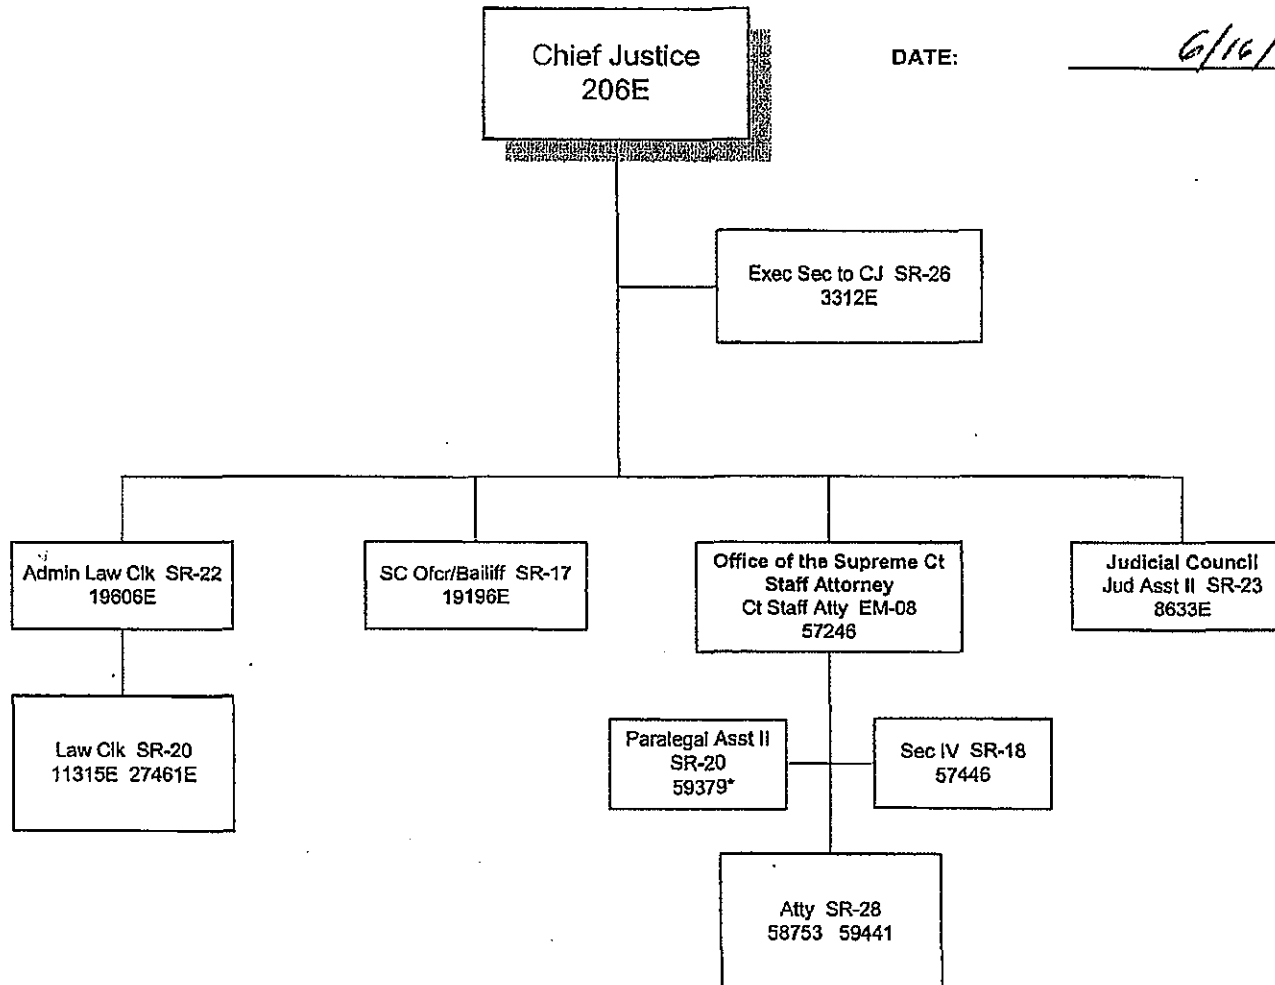 Chief Justice
206E
DATE: 6/16/
Exec Sec to CJ SR-26
3312E
Admin Law Clk SR-22
19606E
SC Ofcr/Bailiff SR-17
19196E
Office of the Supreme Ct
Staff Attorney
Ct Staff Atty EM-08
57246
Judicial Council
Jud Asst II SR-23
8633E
Law Clk SR-20
11315E 27461E
Paralegal Asst II
SR-20
59379*
Sec IV SR-18
57446
Atty SR-28
58753 59441